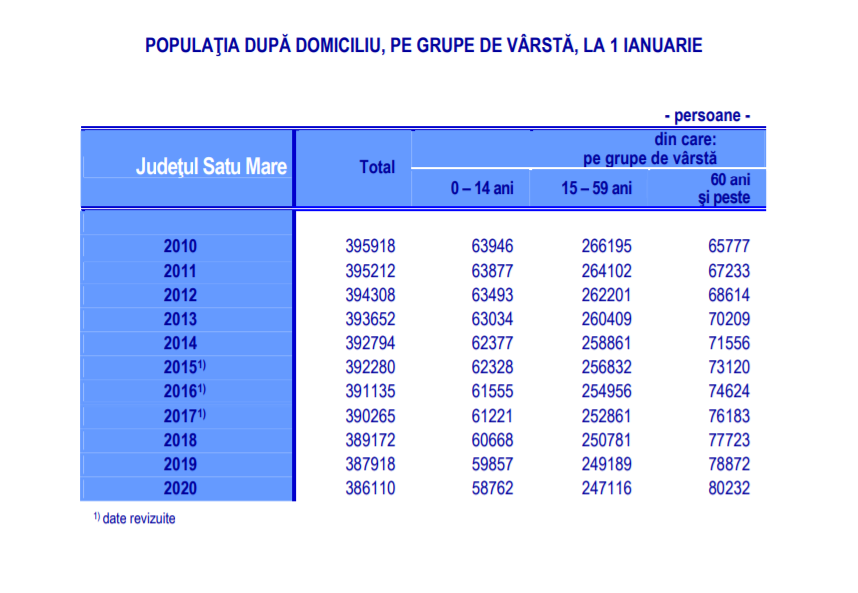 POPULAŢIA DUPĂ DOMICILIU, PE GRUPE DE VÂRSTĂ, LA 1 IANUARIE
- persoane -
Judeţul Satu Mare Total din care:
pe grupe de vârstă
0 – 14 ani 15 – 59 ani 60 ani
şi peste
2010 395918 63946 266195 65777
2011 395212 63877 264102 67233
2012 394308 63493 262201 68614
2013 393652 63034 260409 70209
2014 392794 62377 258861 71556
2015¹⁾ 392280 62328 256832 73120
2016¹⁾ 391135 61555 254956 74624
2017¹⁾ 390265 61221 252861 76183
2018 389172 60668 250781 77723
2019 387918 59857 249189 78872
2020 386110 58762 247116 80232
¹⁾ date revizuite